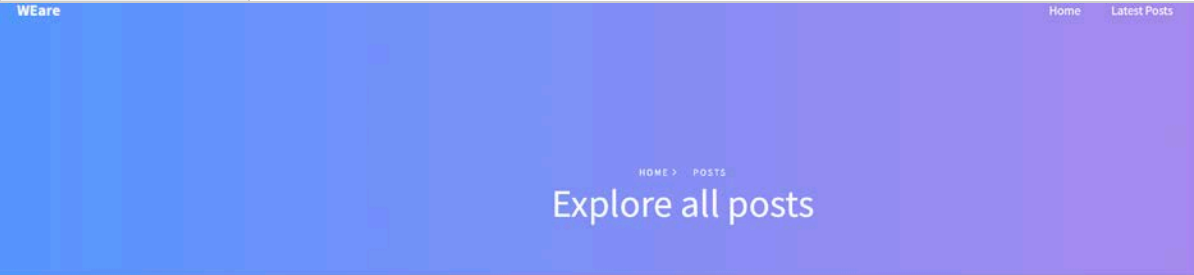 WEare
Home Latest Posts
HOME > POSTS
Explore all posts